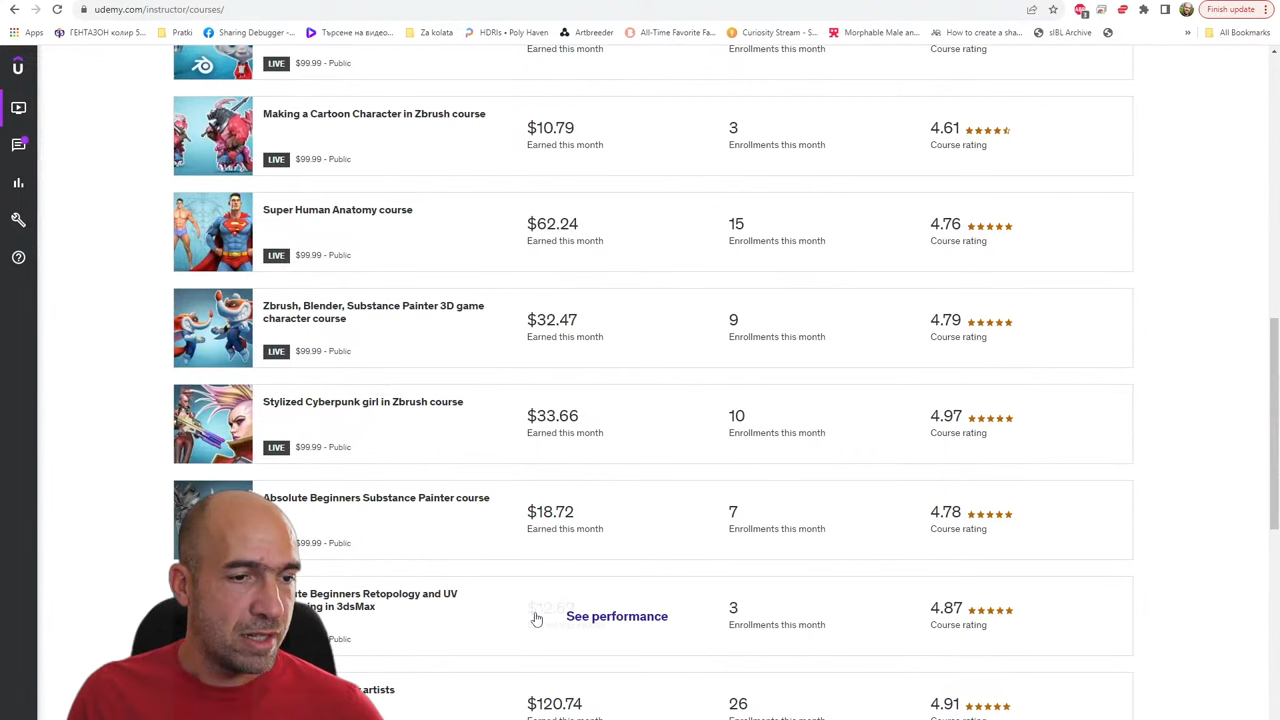 udemy.com/instructor/courses/
Finish update
Apps
ГЕНТАЗОН колир 5...
Pratki
Sharing Debugger -...
Търсене на видео...
Za kolata
HDRIs • Poly Haven
Artbreeder
All-Time Favorite Fa...
Curiosity Stream - S...
Morphable Male an...
How to create a sha...
sIBL Archive
»
All Bookmarks
LIVE $99.99 - Public
Earned this month
Enrollments this month
Course rating
Making a Cartoon Character in Zbrush course
LIVE $99.99 - Public
$10.79
Earned this month
3
Enrollments this month
4.61
Course rating
Super Human Anatomy course
LIVE $99.99 - Public
$62.24
Earned this month
15
Enrollments this month
4.76
Course rating
Zbrush, Blender, Substance Painter 3D game
character course
LIVE $99.99 - Public
$32.47
Earned this month
9
Enrollments this month
4.79
Course rating
Stylized Cyberpunk girl in Zbrush course
LIVE $99.99 - Public
$33.66
Earned this month
10
Enrollments this month
4.97
Course rating
Absolute Beginners Substance Painter course
$99.99 - Public
$18.72
Earned this month
7
Enrollments this month
4.78
Course rating
Beginners Retopology and UV
in 3dsMax
Public
See performance
3
Enrollments this month
4.87
Course rating
artists
$120.74
Earned this month
26
Enrollments this month
4.91
Course rating